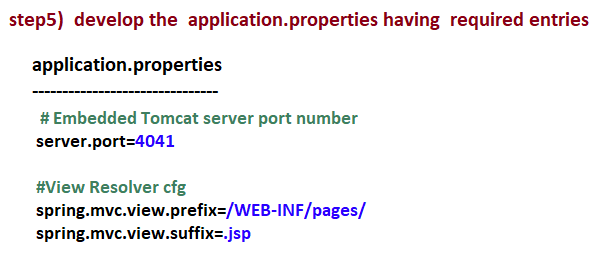 step5)  develop the  application.properties having  required entries
application.properties
-------------------------------
# Embedded Tomcat server port number
server.port=4041
#View Resolver cfg
spring.mvc.view.prefix=/WEB-INF/pages/
spring.mvc.view.suffix=.jsp